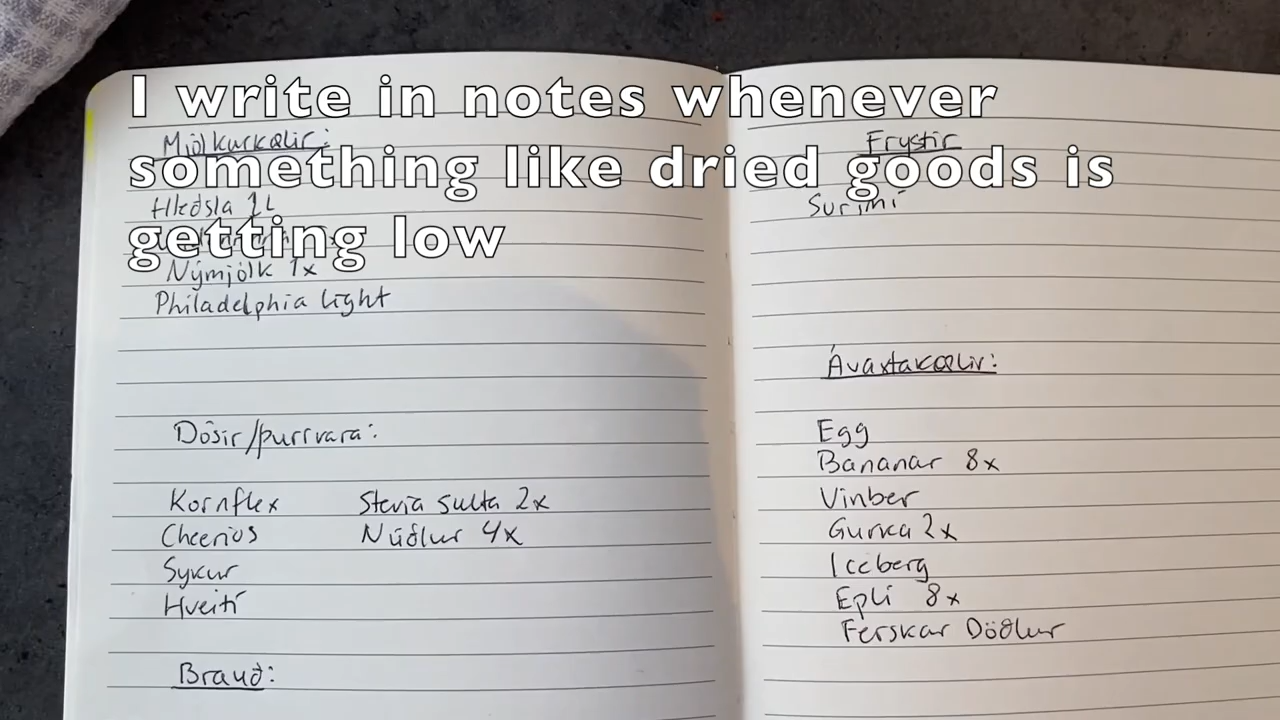 I write in notes whenever
something like dried goods is
getting low
Mjólkurkælir:
Hleðsla 1L
Nýmjólk 1x
Philadelphia light
Dósir/þurrvara:
Kornflex Stevia sulta 2x
Cheerios Núðlur 4x
Sykur
Hveiti
Brauð:
Frystir
Surimi
Ávaxtakælir:
Egg
Bananar 8x
Vínber
Gurka 2x
Iceberg
Epli 8x
Ferskar Döðlur